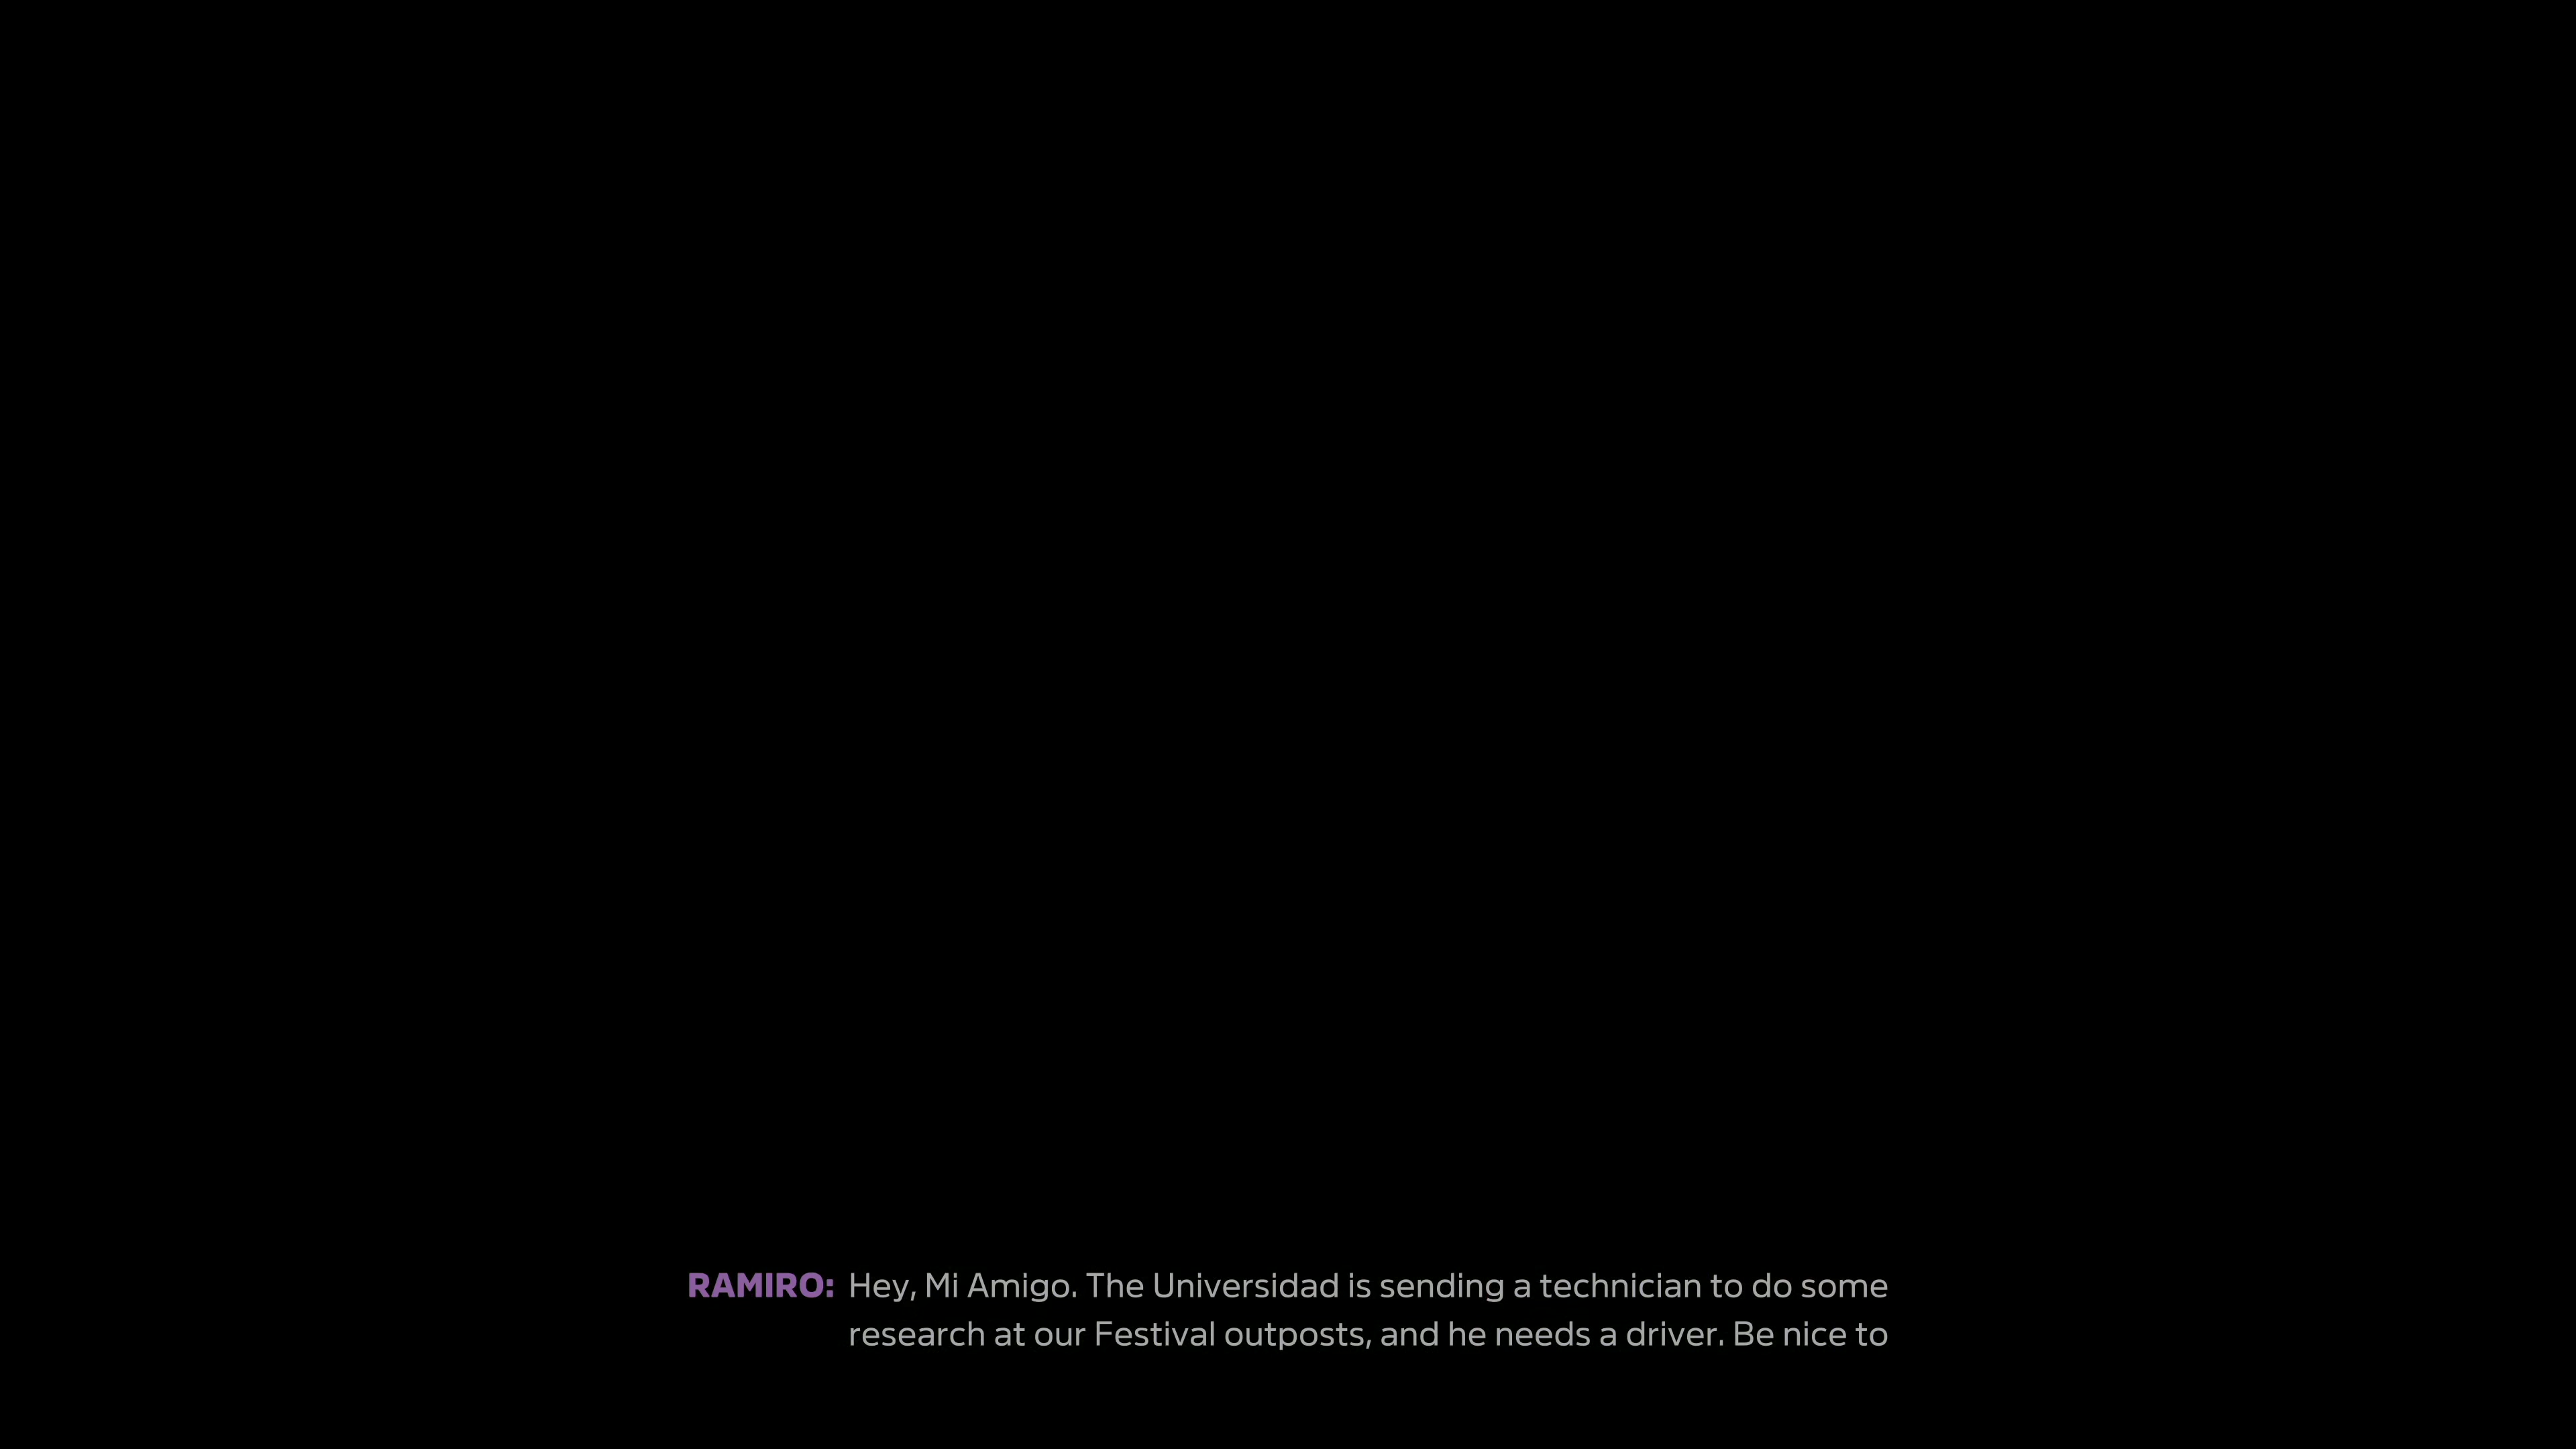 RAMIRO: Hey, Mi Amigo. The Universidad is sending a technician to do some
research at our Festival outposts, and he needs a driver. Be nice to